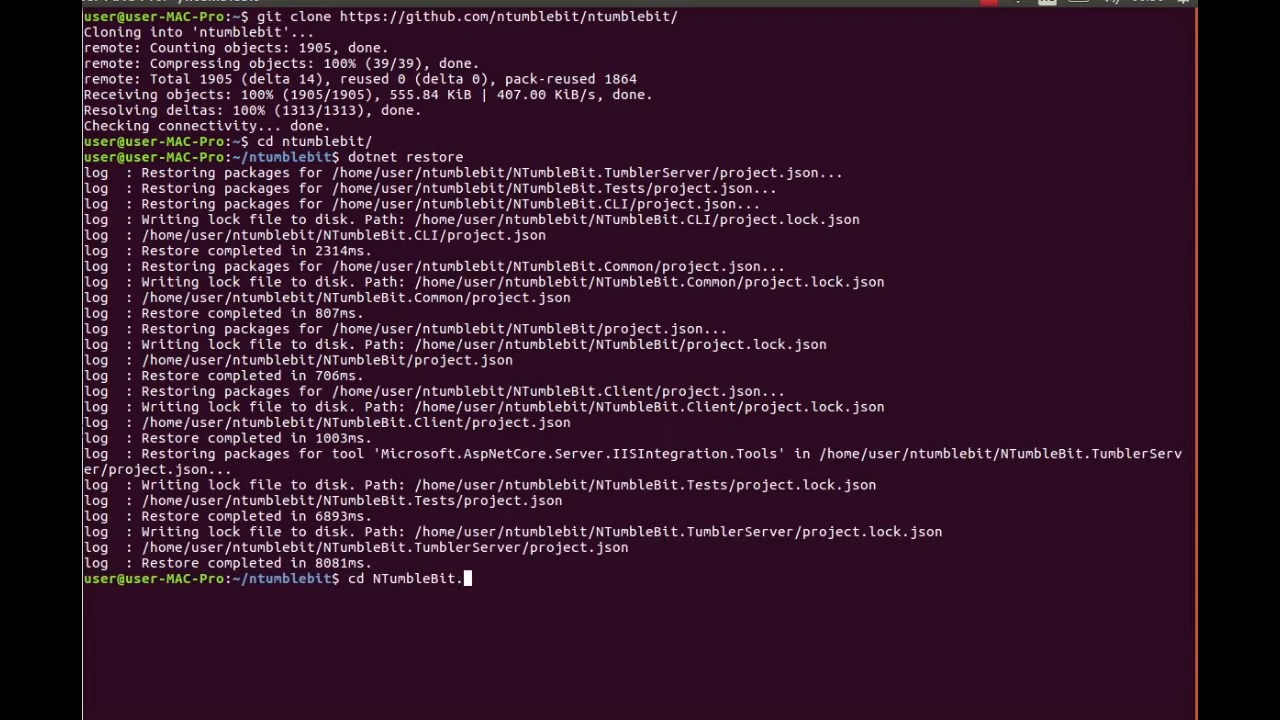 user@user-MAC-Pro:~$ git clone https://github.com/ntumblebit/ntumblebit/
Cloning into 'ntumblebit'...
remote: Counting objects: 1905, done.
remote: Compressing objects: 100% (39/39), done.
remote: Total 1905 (delta 14), reused 0 (delta 0), pack-reused 1864
Receiving objects: 100% (1905/1905), 555.84 KiB | 407.00 KiB/s, done.
Resolving deltas: 100% (1313/1313), done.
Checking connectivity... done.
user@user-MAC-Pro:~$ cd ntumblebit/
user@user-MAC-Pro:~/ntumblebit$ dotnet restore
log  : Restoring packages for /home/user/ntumblebit/NTumbleBit.TumblerServer/project.json...
log  : Restoring packages for /home/user/ntumblebit/NTumbleBit.Tests/project.json...
log  : Restoring packages for /home/user/ntumblebit/NTumbleBit.CLI/project.json...
log  : Writing lock file to disk. Path: /home/user/ntumblebit/NTumbleBit.CLI/project.lock.json
log  : /home/user/ntumblebit/NTumbleBit.CLI/project.json
log  : Restore completed in 2314ms.
log  : Restoring packages for /home/user/ntumblebit/NTumbleBit.Common/project.json...
log  : Writing lock file to disk. Path: /home/user/ntumblebit/NTumbleBit.Common/project.lock.json
log  : /home/user/ntumblebit/NTumbleBit.Common/project.json
log  : Restore completed in 807ms.
log  : Restoring packages for /home/user/ntumblebit/NTumbleBit/project.json...
log  : Writing lock file to disk. Path: /home/user/ntumblebit/NTumbleBit/project.lock.json
log  : /home/user/ntumblebit/NTumbleBit/project.json
log  : Restore completed in 706ms.
log  : Restoring packages for /home/user/ntumblebit/NTumbleBit.Client/project.json...
log  : Writing lock file to disk. Path: /home/user/ntumblebit/NTumbleBit.Client/project.lock.json
log  : /home/user/ntumblebit/NTumbleBit.Client/project.json
log  : Restore completed in 1003ms.
log  : Restoring packages for tool 'Microsoft.AspNetCore.Server.IISIntegration.Tools' in /home/user/ntumblebit/NTumbleBit.TumblerServ
er/project.json...
log  : Writing lock file to disk. Path: /home/user/ntumblebit/NTumbleBit.Tests/project.lock.json
log  : /home/user/ntumblebit/NTumbleBit.Tests/project.json
log  : Restore completed in 6893ms.
log  : Writing lock file to disk. Path: /home/user/ntumblebit/NTumbleBit.TumblerServer/project.lock.json
log  : /home/user/ntumblebit/NTumbleBit.TumblerServer/project.json
log  : Restore completed in 8081ms.
user@user-MAC-Pro:~/ntumblebit$ cd NTumbleBit.